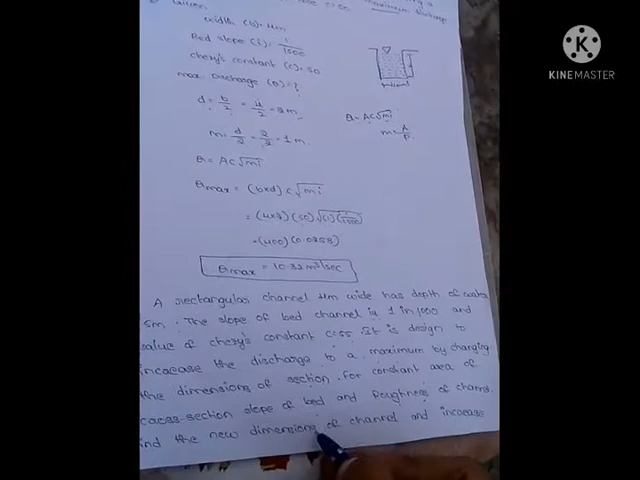 Given,
width (b) = 4m
Bed slope (i) = 1/1000
chezy's constant (c) = 50
max Discharge (Q) = ?
d = b/2 = 4/2 = 2m
m = d/2 = 2/2 = 1m.
Q = AC√mi
m = A/P
Q = AC√mi
Qmax = (b×d) c√mi
= (4×2) (50) √(1)(1/1000)
= (400) (0.0258)
Qmax = 10.32 m³/sec
A rectangular channel 4m wide has depth of water
5m. The slope of bed channel is 1 in 1000 and
value of chezy's constant c=55. It is design to
increase the discharge to a maximum by changing
the dimensions of section. For constant area of
cross-section slope of bed and Roughness of channel.
ind the new dimensions of channel and increase
KINEMASTER